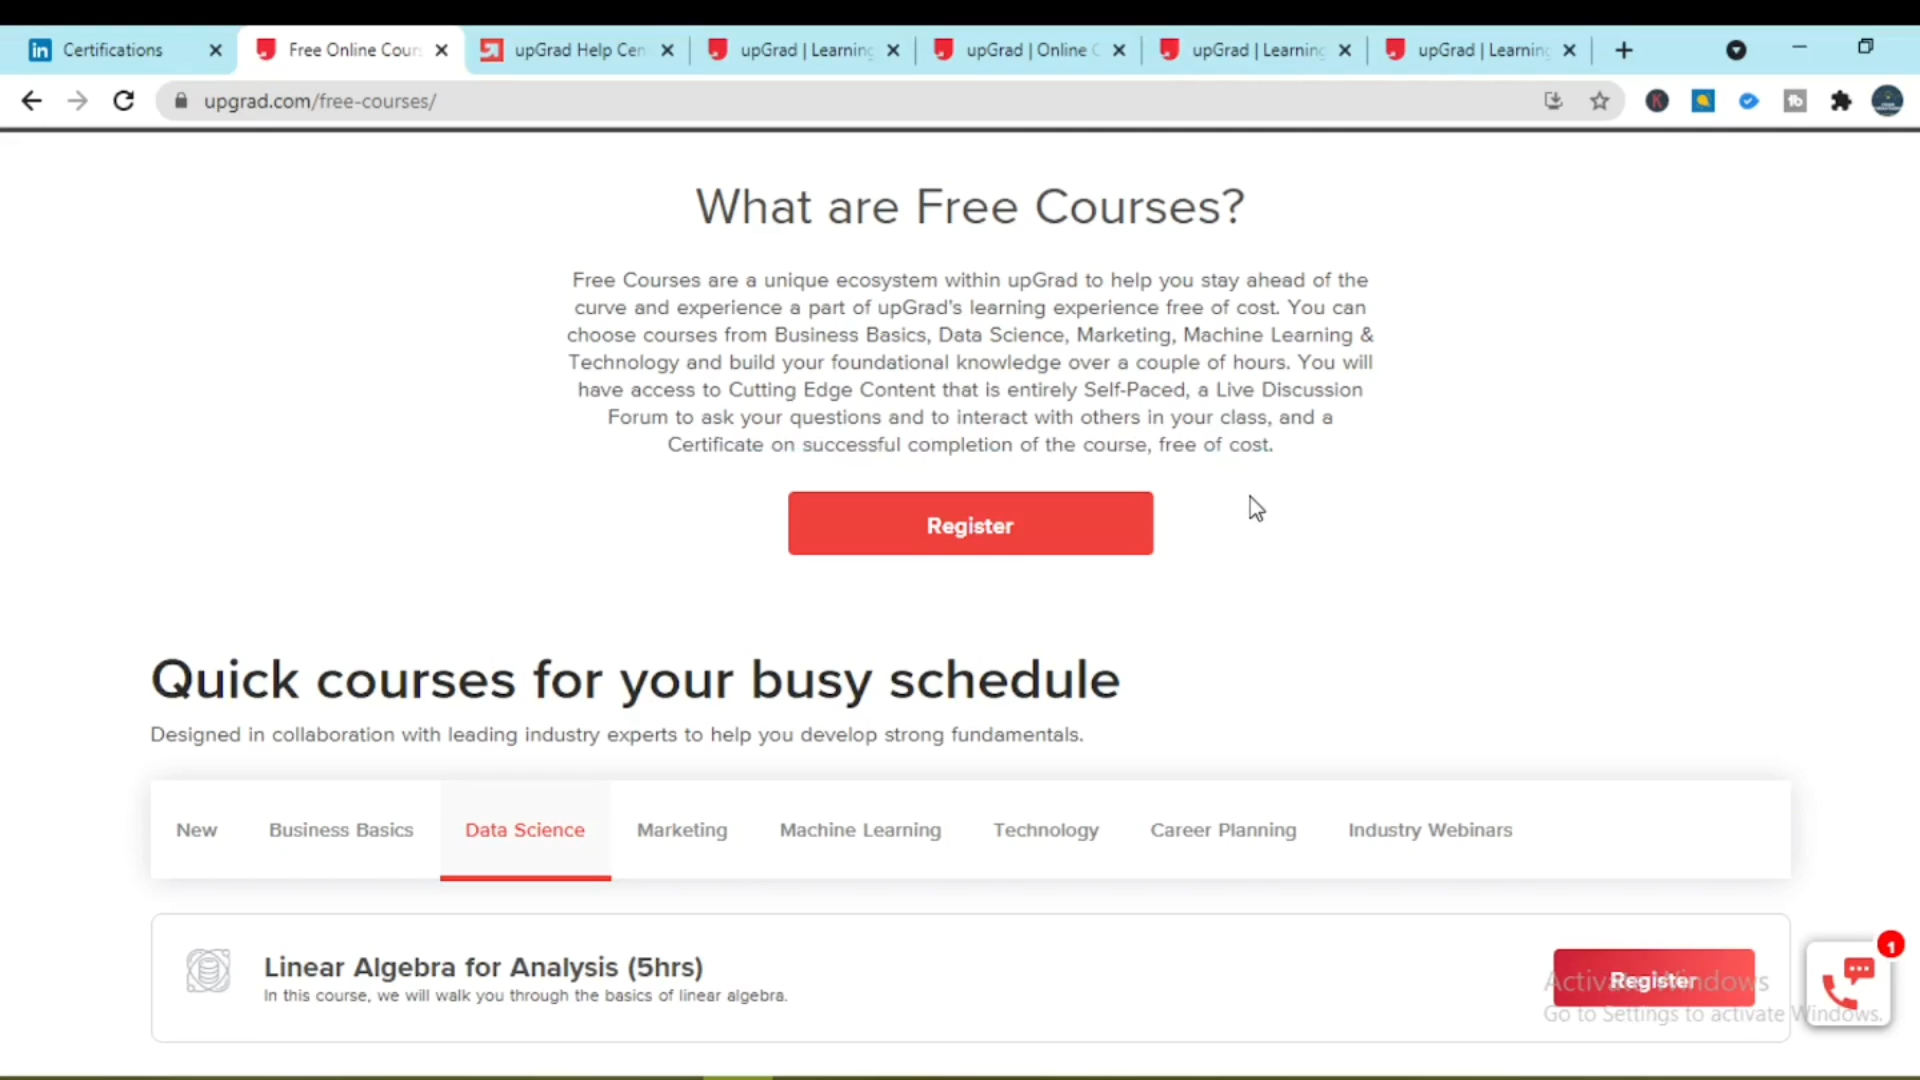 Certifications
Free Online Cour
upGrad Help Cen
upGrad | Learning
upGrad | Online C
upGrad | Learning
upGrad | Learning
upgrad.com/free-courses/
What are Free Courses?
Free Courses are a unique ecosystem within upGrad to help you stay ahead of the
curve and experience a part of upGrad's learning experience free of cost. You can
choose courses from Business Basics, Data Science, Marketing, Machine Learning &
Technology and build your foundational knowledge over a couple of hours. You will
have access to Cutting Edge Content that is entirely Self-Paced, a Live Discussion
Forum to ask your questions and to interact with others in your class, and a
Certificate on successful completion of the course, free of cost.
Register
Quick courses for your busy schedule
Designed in collaboration with leading industry experts to help you develop strong fundamentals.
New
Business Basics
Data Science
Marketing
Machine Learning
Technology
Career Planning
Industry Webinars
Linear Algebra for Analysis (5hrs)
In this course, we will walk you through the basics of linear algebra.
Register
Activate Windows
Go to Settings to activate Windows.
1